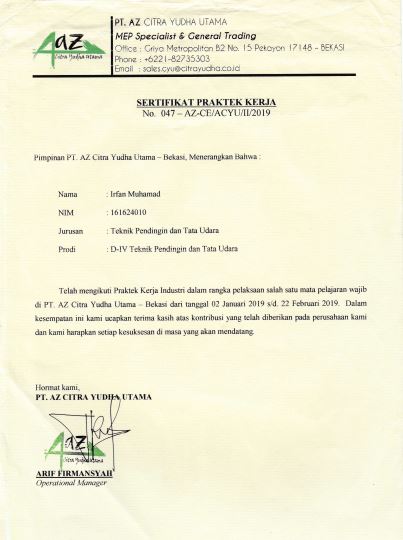 AZ
Citra Yudha Utama
PT. AZ CITRA YUDHA UTAMA
MEP Specialist & General Trading
Office : Griya Metropolitan B2 No. 15 Pekayon 17148 – BEKASI
Phone : +6221-82735303
Email : sales.cyu@citrayudha.co.id
SERTIFIKAT PRAKTEK KERJA
No. 047 – AZ-CE/ACYU/II/2019
Pimpinan PT. AZ Citra Yudha Utama – Bekasi, Menerangkan Bahwa :
Nama : Irfan Muhamad
NIM : 161624010
Jurusan : Teknik Pendingin dan Tata Udara
Prodi : D-IV Teknik Pendingin dan Tata Udara
Telah mengikuti Praktek Kerja Industri dalam rangka pelaksaan salah satu mata pelajaran wajib
di PT. AZ Citra Yudha Utama – Bekasi dari tanggal 02 Januari 2019 s/d. 22 Februari 2019. Dalam
kesempatan ini kami ucapkan terima kasih atas kontribusi yang telah diberikan pada perusahaan kami
dan kami harapkan setiap kesuksesan di masa yang akan mendatang.
Hormat kami,
PT. AZ CITRA YUDHA UTAMA
AZ
Citra Yudha Utama
ARIF FIRMANSYAH
Operational Manager